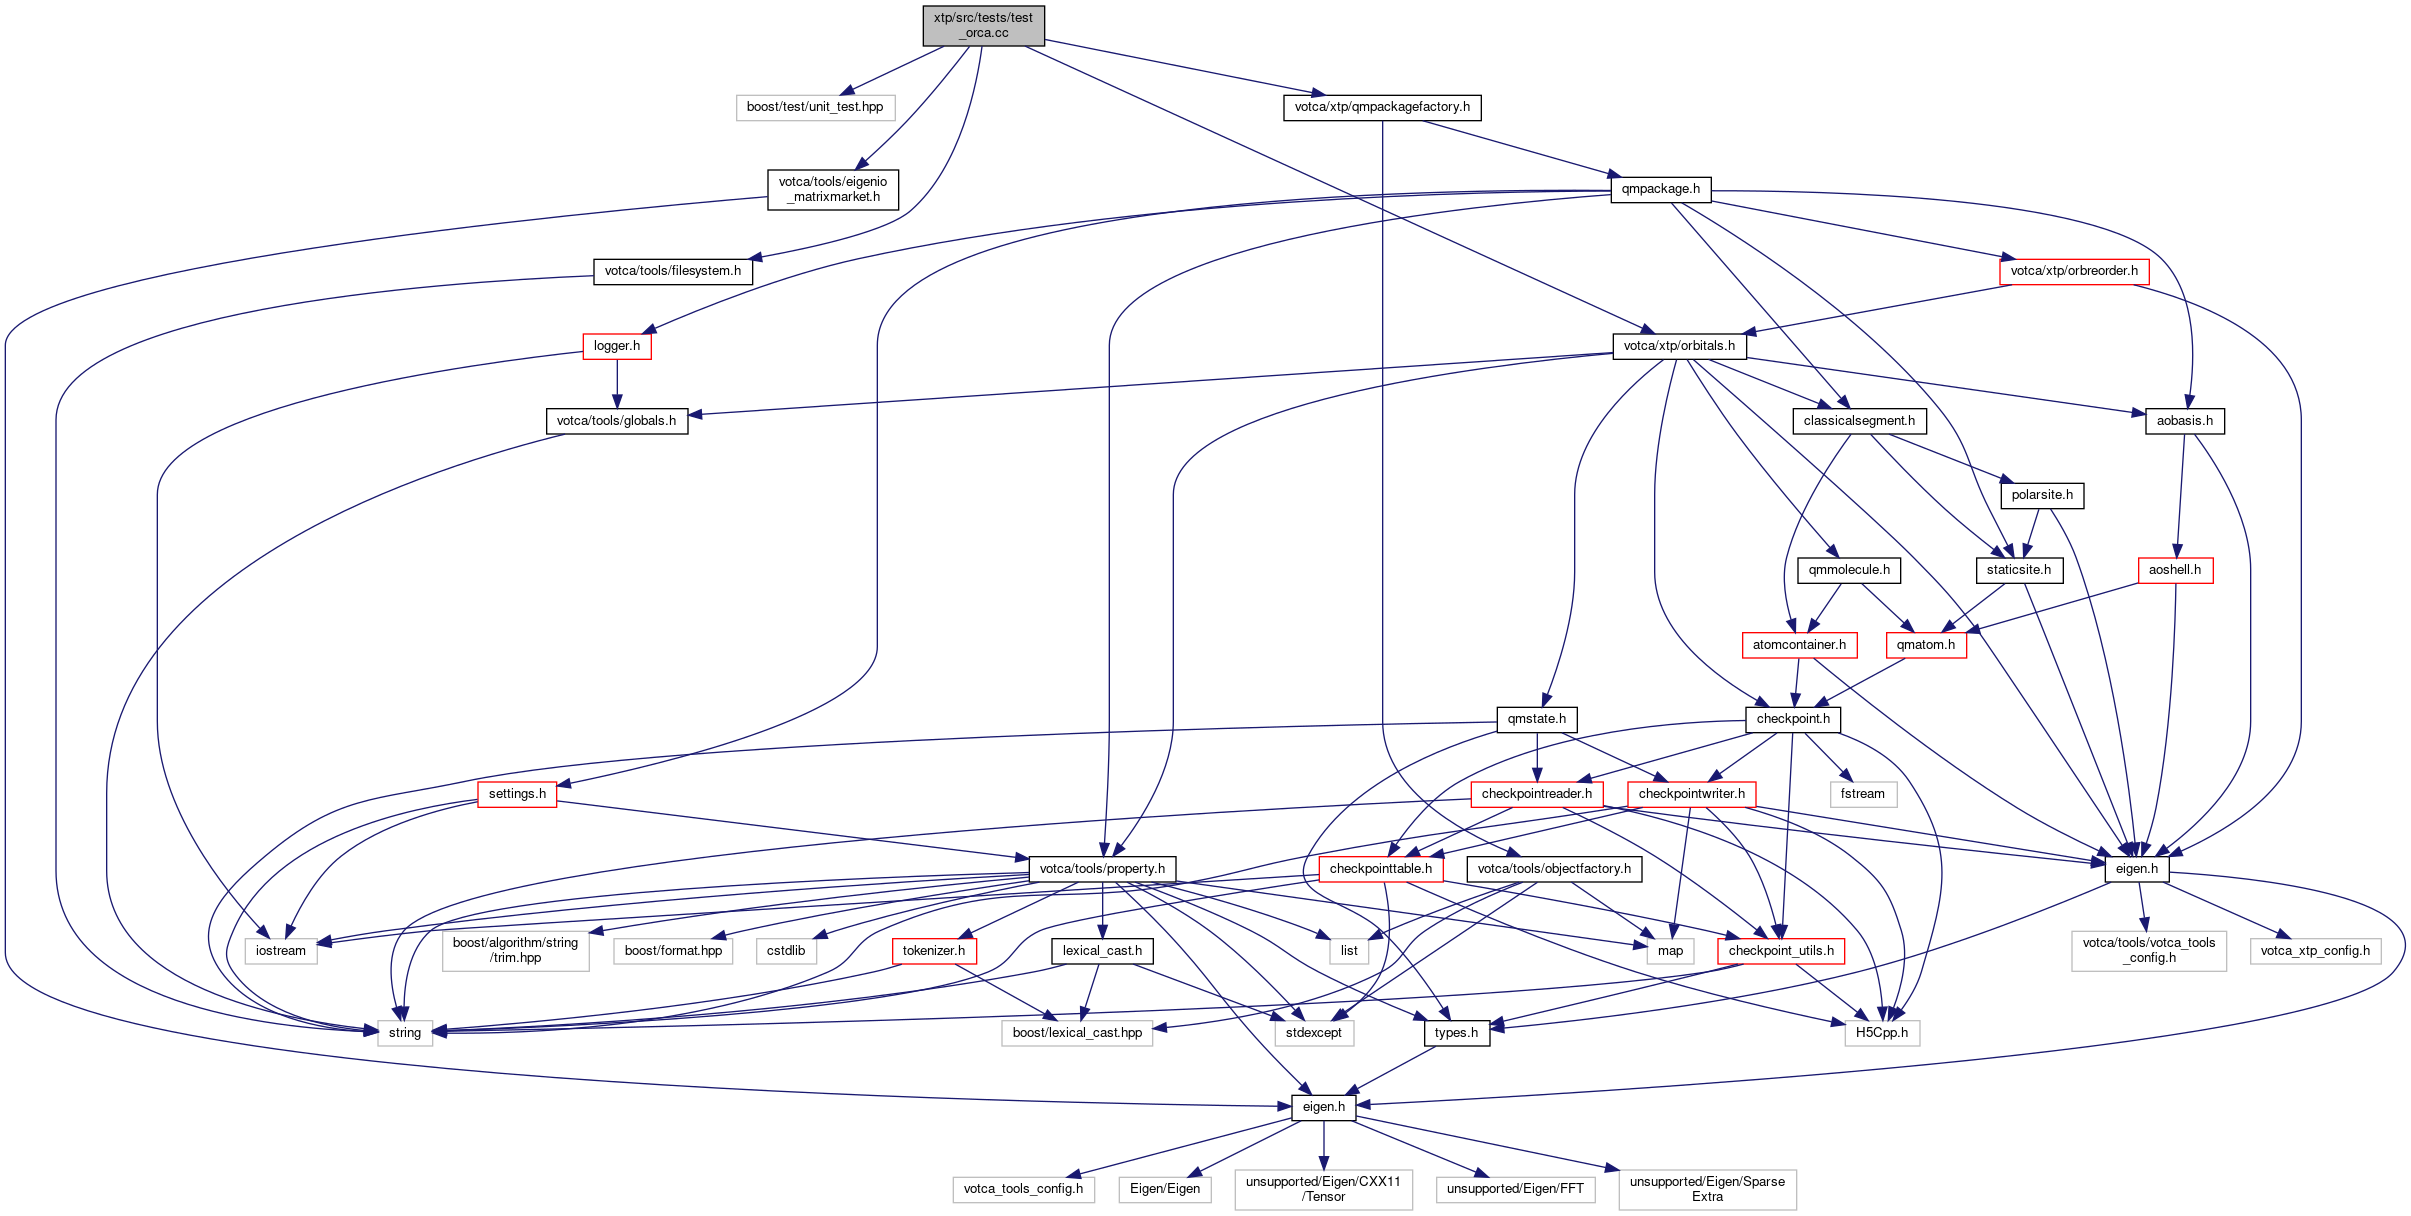 xtp/src/tests/test
_orca.cc
boost/test/unit_test.hpp
votca/xtp/qmpackagefactory.h
votca/tools/eigenio
_matrixmarket.h
qmpackage.h
votca/tools/filesystem.h
votca/xtp/orbreorder.h
logger.h
votca/xtp/orbitals.h
votca/tools/globals.h
classicalsegment.h
aobasis.h
polarsite.h
qmmolecule.h
staticsite.h
aoshell.h
atomcontainer.h
qmatom.h
qmstate.h
checkpoint.h
settings.h
checkpointreader.h
checkpointwriter.h
fstream
votca/tools/property.h
checkpointtable.h
votca/tools/objectfactory.h
eigen.h
iostream
boost/algorithm/string
/trim.hpp
boost/format.hpp
cstdlib
tokenizer.h
lexical_cast.h
list
map
checkpoint_utils.h
votca/tools/votca_tools
_config.h
votca_xtp_config.h
string
boost/lexical_cast.hpp
stdexcept
types.h
H5Cpp.h
eigen.h
votca_tools_config.h
Eigen/Eigen
unsupported/Eigen/CXX11
/Tensor
unsupported/Eigen/FFT
unsupported/Eigen/Sparse
Extra